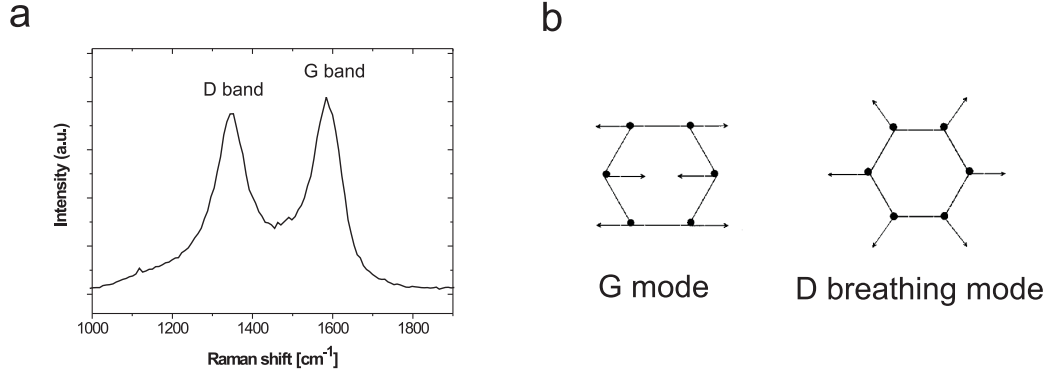 a
D band
G band
Intensity (a.u.)
1000 1200 1400 1600 1800
Raman shift [cm⁻¹]
b
G mode
D breathing mode